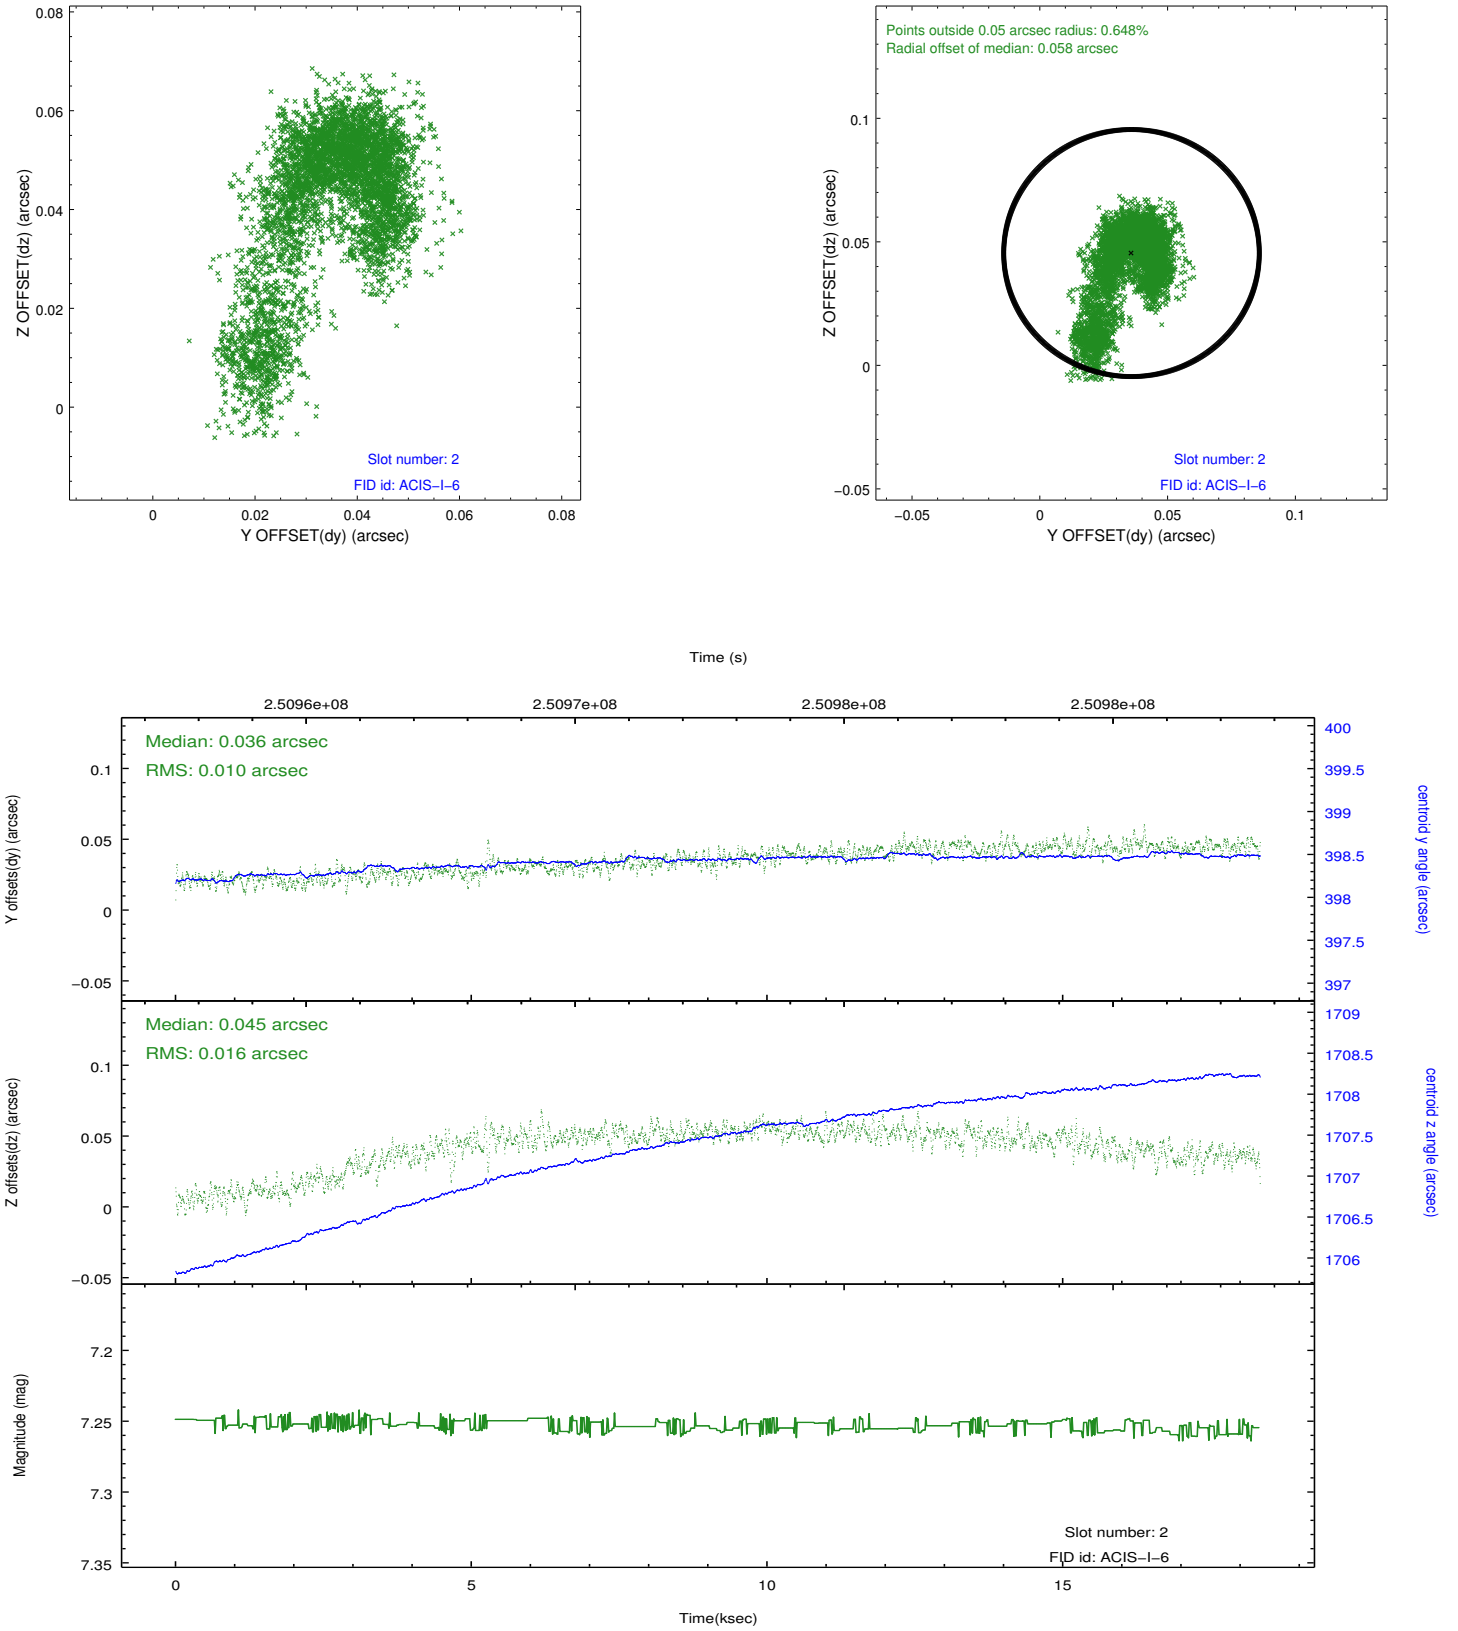 0.08
0.06
0.04
0.02
0
Z OFFSET(dz) (arcsec)
Slot number: 2
FID id: ACIS−I−6
0 0.02 0.04 0.06 0.08
Y OFFSET(dy) (arcsec)
Points outside 0.05 arcsec radius: 0.648%
Radial offset of median: 0.058 arcsec
0.1
0.05
0
−0.05
Z OFFSET(dz) (arcsec)
Slot number: 2
FID id: ACIS−I−6
−0.05 0 0.05 0.1
Y OFFSET(dy) (arcsec)
Time (s)
2.5096e+08 2.5097e+08 2.5098e+08 2.5098e+08
Median: 0.036 arcsec
RMS: 0.010 arcsec
0.1
0.05
0
−0.05
Y offsets(dy) (arcsec)
400
399.5
399
398.5
398
397.5
397
centroid y angle (arcsec)
Median: 0.045 arcsec
RMS: 0.016 arcsec
0.1
0.05
0
−0.05
Z offsets(dz) (arcsec)
1709
1708.5
1708
1707.5
1707
1706.5
1706
centroid z angle (arcsec)
7.2
7.25
7.3
7.35
Magnitude (mag)
Slot number: 2
FID id: ACIS−I−6
0 5 10 15
Time(ksec)